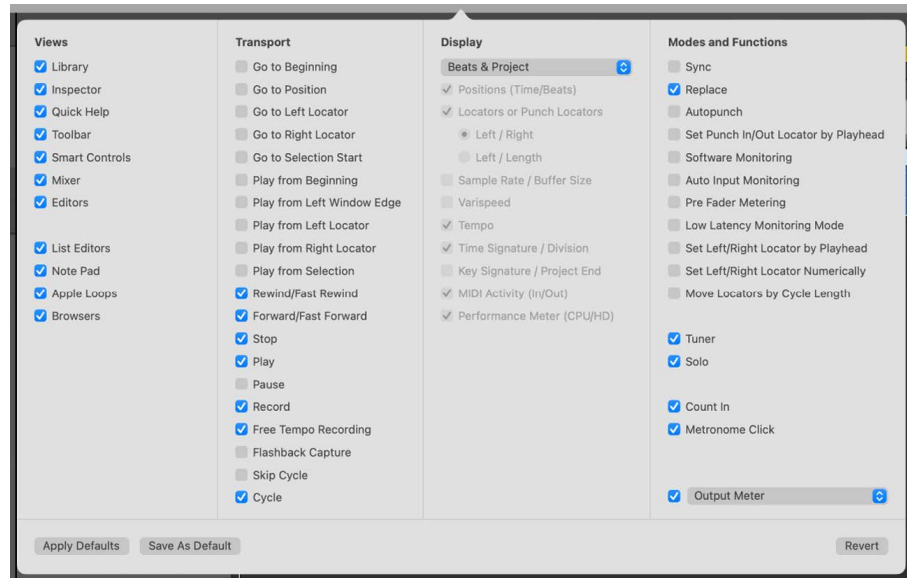 Views
Library
Inspector
Quick Help
Toolbar
Smart Controls
Mixer
Editors
List Editors
Note Pad
Apple Loops
Browsers
Transport
Go to Beginning
Go to Position
Go to Left Locator
Go to Right Locator
Go to Selection Start
Play from Beginning
Play from Left Window Edge
Play from Left Locator
Play from Right Locator
Play from Selection
Rewind/Fast Rewind
Forward/Fast Forward
Stop
Play
Pause
Record
Free Tempo Recording
Flashback Capture
Skip Cycle
Cycle
Display
Beats & Project
Positions (Time/Beats)
Locators or Punch Locators
Left / Right
Left / Length
Sample Rate / Buffer Size
Varispeed
Tempo
Time Signature / Division
Key Signature / Project End
MIDI Activity (In/Out)
Performance Meter (CPU/HD)
Modes and Functions
Sync
Replace
Autopunch
Set Punch In/Out Locator by Playhead
Software Monitoring
Auto Input Monitoring
Pre Fader Metering
Low Latency Monitoring Mode
Set Left/Right Locator by Playhead
Set Left/Right Locator Numerically
Move Locators by Cycle Length
Tuner
Solo
Count In
Metronome Click
Output Meter
Apply Defaults
Save As Default
Revert